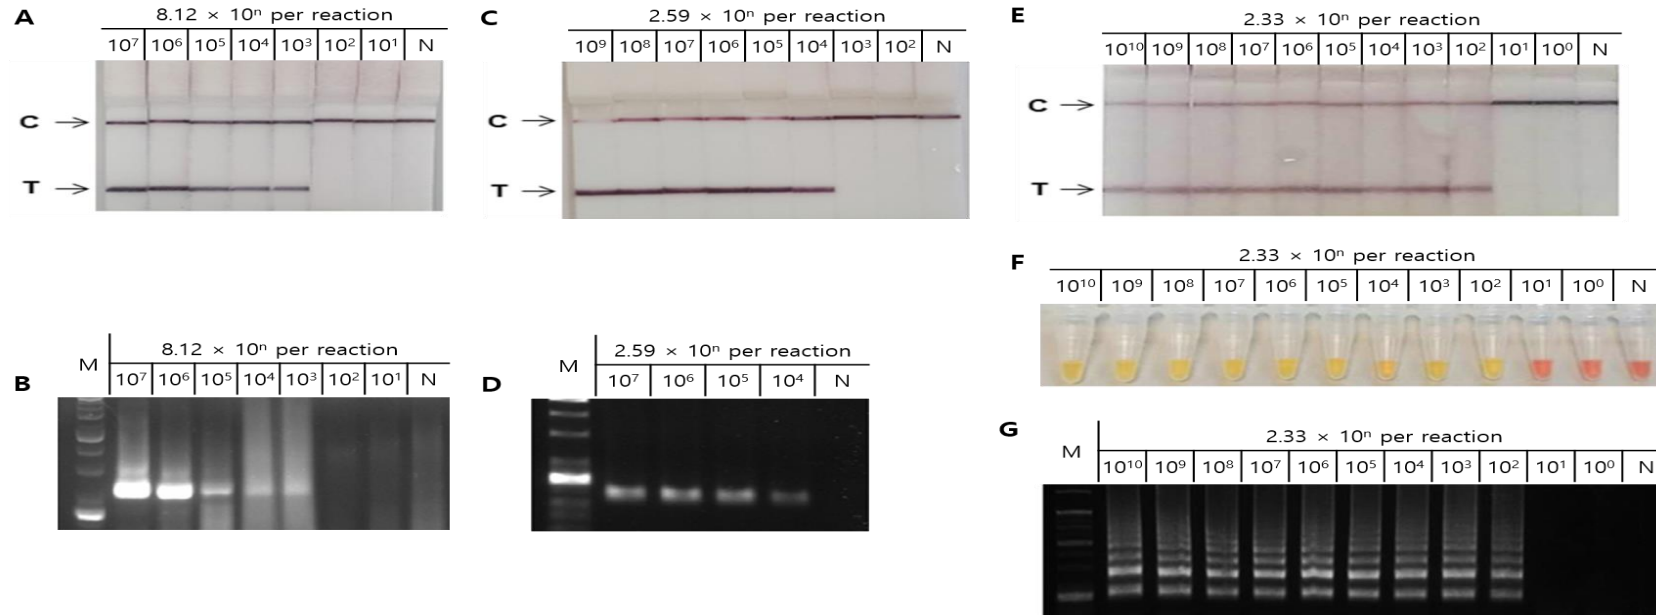 A
8.12 × 10ⁿ per reaction
10⁷ 10⁶ 10⁵ 10⁴ 10³ 10² 10¹ N
C
T
C
2.59 × 10ⁿ per reaction
10⁹ 10⁸ 10⁷ 10⁶ 10⁵ 10⁴ 10³ 10² N
C
T
E
2.33 × 10ⁿ per reaction
10¹⁰ 10⁹ 10⁸ 10⁷ 10⁶ 10⁵ 10⁴ 10³ 10² 10¹ 10⁰ N
C
T
B
M
8.12 × 10ⁿ per reaction
10⁷ 10⁶ 10⁵ 10⁴ 10³ 10² 10¹ N
D
M
2.59 × 10ⁿ per reaction
10⁷ 10⁶ 10⁵ 10⁴ N
F
2.33 × 10ⁿ per reaction
10¹⁰ 10⁹ 10⁸ 10⁷ 10⁶ 10⁵ 10⁴ 10³ 10² 10¹ 10⁰ N
G
M
2.33 × 10ⁿ per reaction
10¹⁰ 10⁹ 10⁸ 10⁷ 10⁶ 10⁵ 10⁴ 10³ 10² 10¹ 10⁰ N